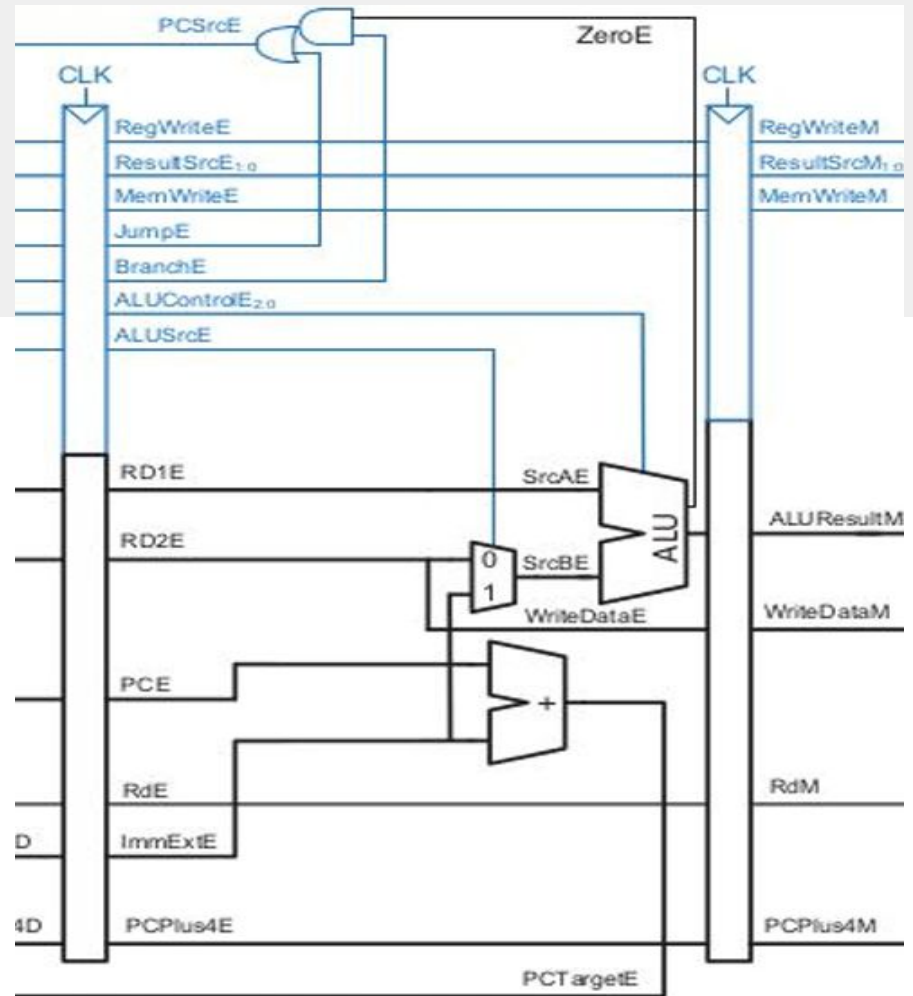 PCSrcE
ZeroE
CLK
CLK
RegWriteE
RegWriteM
ResultSrcE1:0
ResultSrcM1:0
MemWriteE
MemWriteM
JumpE
BranchE
ALUControlE2:0
ALUSrcE
RD1E
SrcAE
ALU
ALUResultM
RD2E
0
SrcBE
1
WriteDataE
WriteDataM
PCE
+
RdE
RdM
D
ImmExtE
4D
PCPlus4E
PCPlus4M
PCTargetE